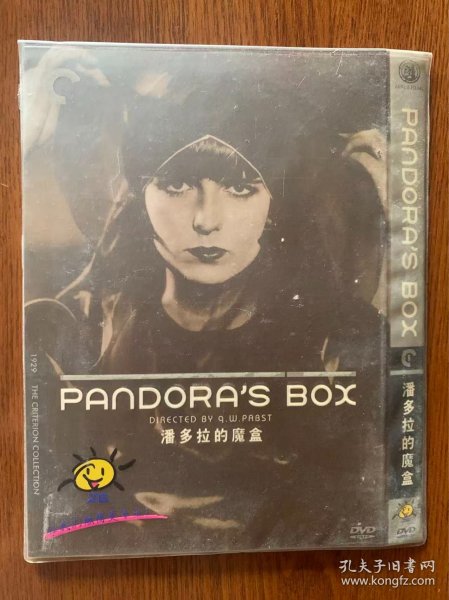 PANDORA'S BOX
DIRECTED BY G.W.PABST
潘多拉的魔盒
1929 THE CRITERION COLLECTION
DVD
PANDORA'S BOX
潘多拉的魔盒
DVD
孔夫子旧书网
www.kongfz.com